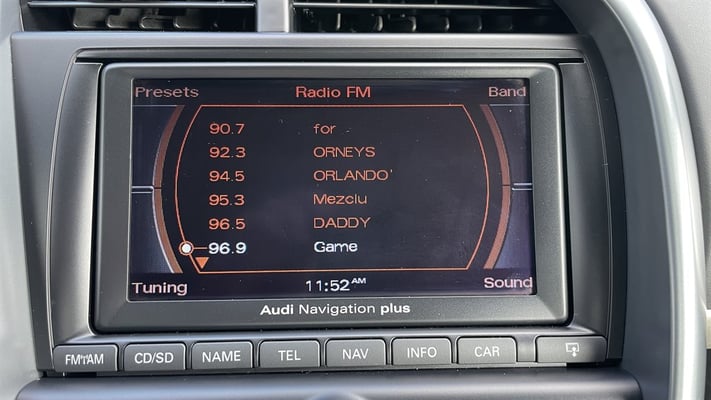 Presets Radio FM Band
90.7 for
92.3 ORNEYS
94.5 ORLANDO'
95.3 Mezclu
96.5 DADDY
96.9 Game
Tuning 11:52 AM Sound
Audi Navigation plus
FM/AM CD/SD NAME TEL NAV INFO CAR